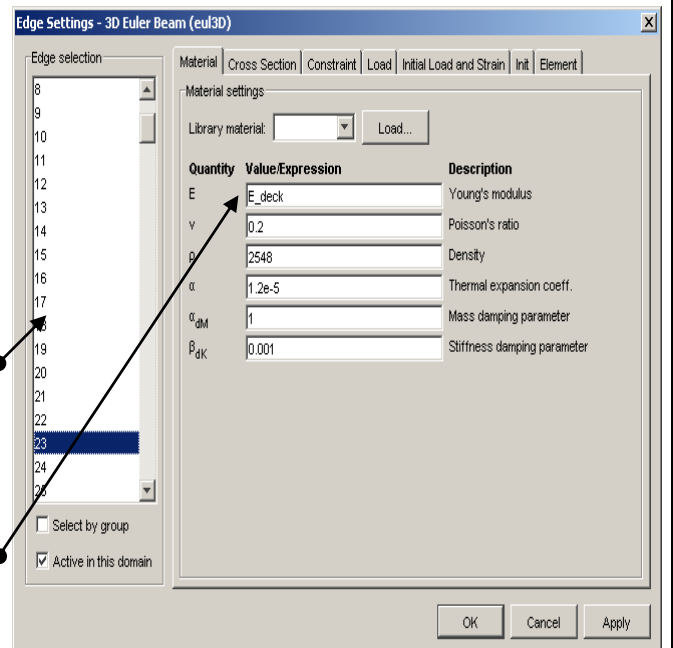 Edge Settings - 3D Euler Beam (eul3D)
Edge selection
8
9
10
11
12
13
14
15
16
17
18
19
20
21
22
23
24
25
Select by group
Active in this domain
Material Cross Section Constraint Load Initial Load and Strain Init Element
Material settings
Library material: Load...
Quantity Value/Expression Description
E E_deck Young's modulus
ν 0.2 Poisson's ratio
ρ 2548 Density
α 1.2e-5 Thermal expansion coeff.
α_dM 1 Mass damping parameter
β_dK 0.001 Stiffness damping parameter
OK Cancel Apply